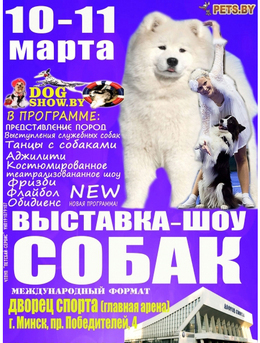 10-11
PETS.BY
марта
DOG
SHOW.BY
В ПРОГРАММЕ:
ПРЕДСТАВЛЕНИЕ ПОРОД
Выступления служебных собак
Танцы с собаками
Аджилити
Костюмированное
театрализованное шоу
Фризби
Флайбол
Обидиенс
NEW
НОВАЯ ПРОГРАММА!
ВЫСТАВКА-ШОУ
СОБАК
МЕЖДУНАРОДНЫЙ ФОРМАТ
дворец спорта (главная арена)
г. Минск, пр. Победителей, 4